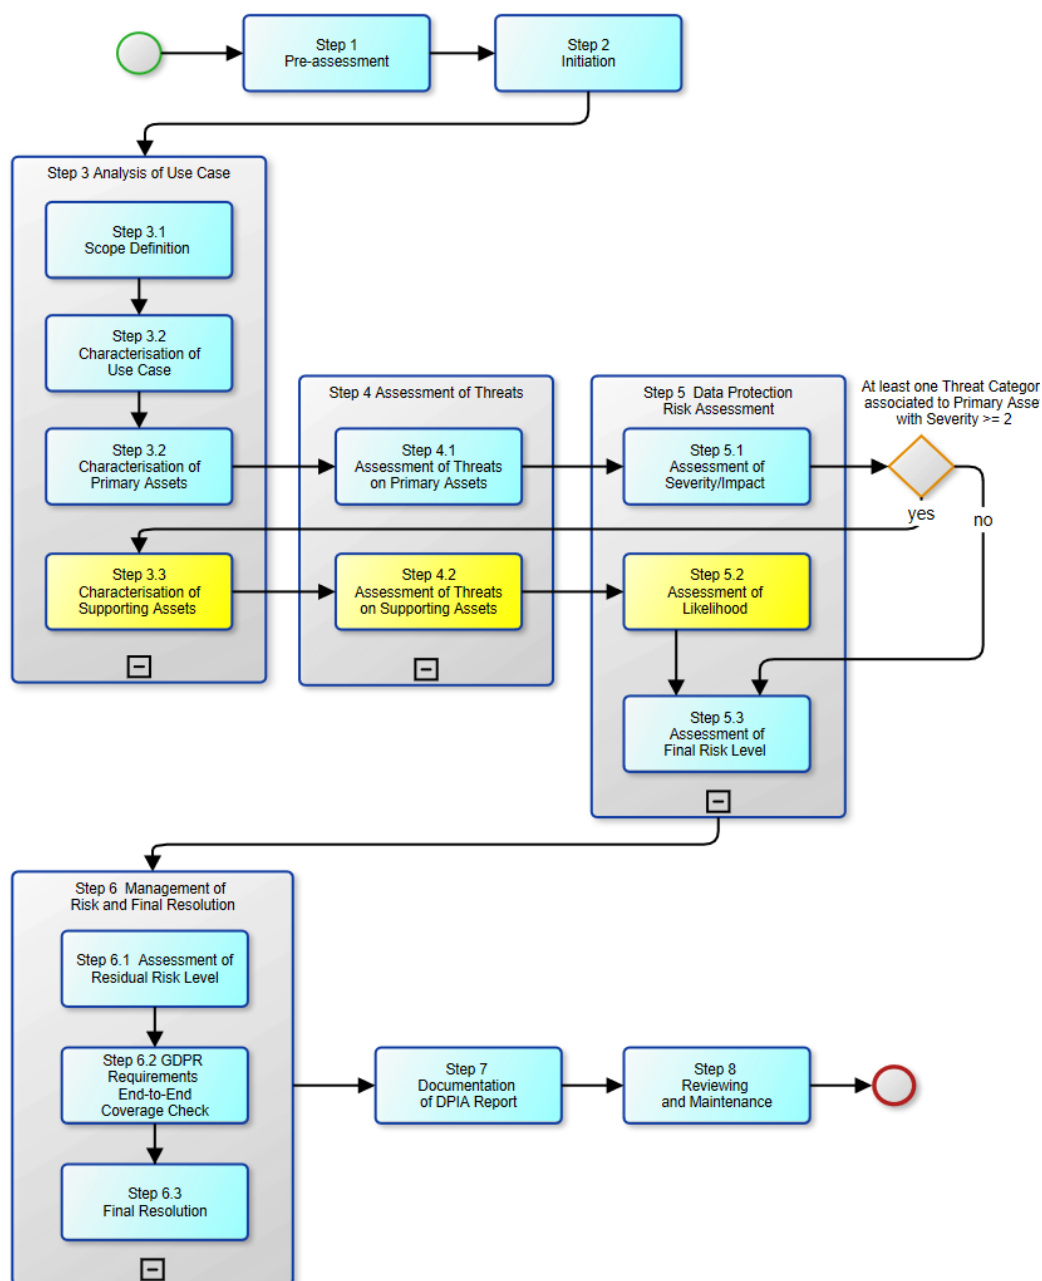 Step 1
Pre-assessment
Step 2
Initiation
Step 3 Analysis of Use Case
Step 3.1
Scope Definition
Step 3.2
Characterisation of
Use Case
Step 3.2
Characterisation of
Primary Assets
Step 4 Assessment of Threats
Step 4.1
Assessment of Threats
on Primary Assets
Step 5 Data Protection
Risk Assessment
Step 5.1
Assessment of
Severity/Impact
At least one Threat Categor
associated to Primary Asse
with Severity >= 2
yes
no
Step 3.3
Characterisation of
Supporting Assets
Step 4.2
Assessment of Threats
on Supporting Assets
Step 5.2
Assessment of
Likelihood
Step 5.3
Assessment of
Final Risk Level
Step 6 Management of
Risk and Final Resolution
Step 6.1 Assessment of
Residual Risk Level
Step 6.2 GDPR
Requirements
End-to-End
Coverage Check
Step 6.3
Final Resolution
Step 7
Documentation
of DPIA Report
Step 8
Reviewing
and Maintenance